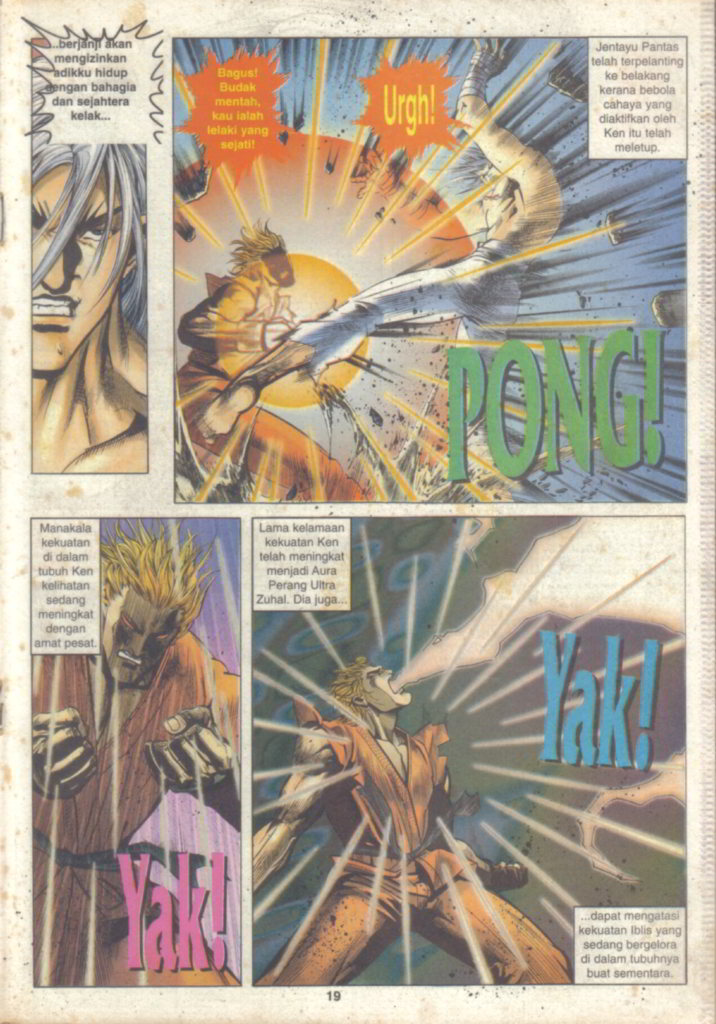 ...berjanji akan
mengizinkan
adikku hidup
dengan bahagia
dan sejahtera
kelak...
Bagus!
Budak
mentah,
kau ialah
lelaki yang
sejati!
Urgh!
Jentayu Pantas
telah terpelanting
ke belakang
kerana bebola
cahaya yang
diaktifkan oleh
Ken itu telah
meletup.
PONG!
Manakala
kekuatan
di dalam
tubuh Ken
kelihatan
sedang
meningkat
dengan
amat pesat.
Yak!
Lama kelamaan
kekuatan Ken
telah meningkat
menjadi Aura
Perang Ultra
Zuhal. Dia juga...
Yak!
...dapat mengatasi
kekuatan Iblis yang
sedang bergelora
di dalam tubuhnya
buat sementara.
19